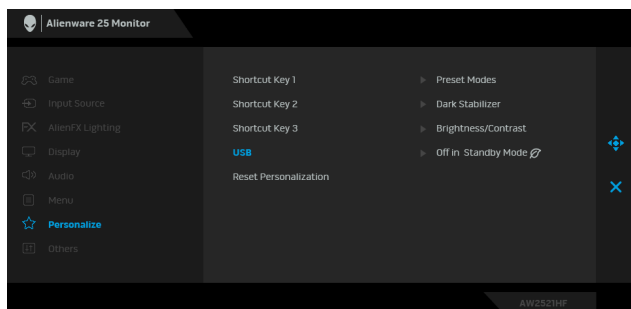 Alienware 25 Monitor
Game
Input Source
AlienFX Lighting
Display
Audio
Menu
Personalize
Others
Shortcut Key 1 Preset Modes
Shortcut Key 2 Dark Stabilizer
Shortcut Key 3 Brightness/Contrast
USB Off in Standby Mode
Reset Personalization
AW2521HF